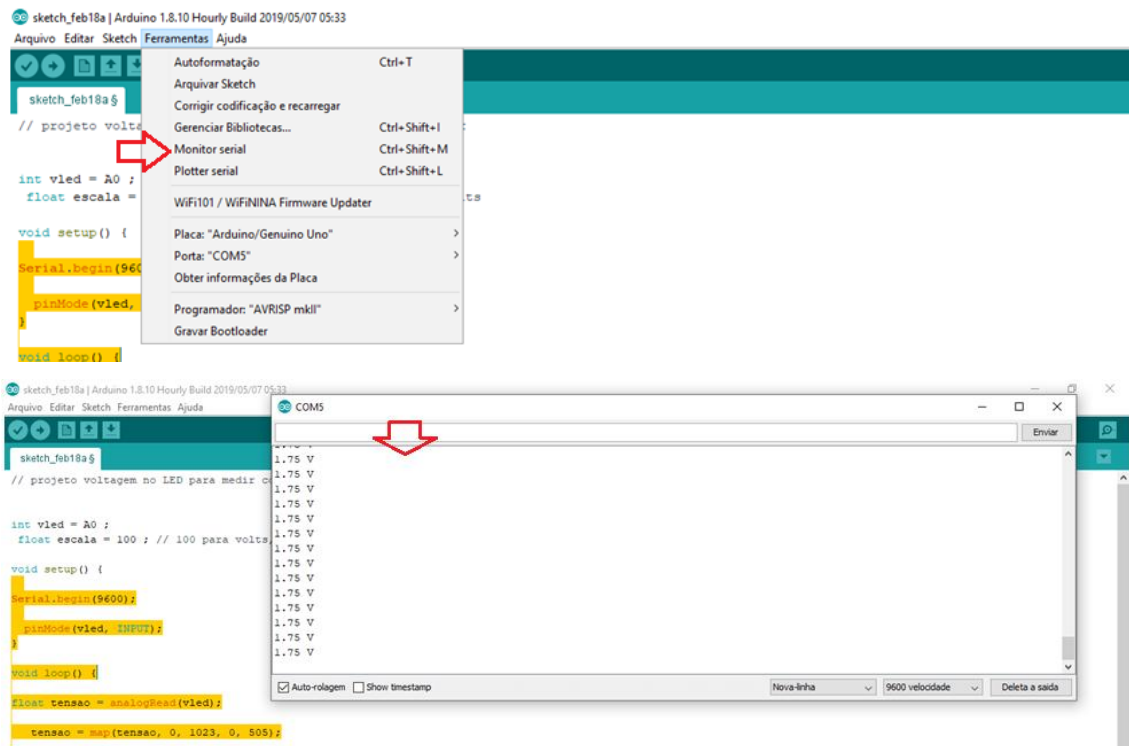 sketch_feb18a | Arduino 1.8.10 Hourly Build 2019/05/07 05:33
Arquivo Editar Sketch Ferramentas Ajuda
Autoformatação Ctrl+T
Arquivar Sketch
Corrigir codificação e recarregar
Gerenciar Bibliotecas... Ctrl+Shift+I
Monitor serial Ctrl+Shift+M
Plotter serial Ctrl+Shift+L
WiFi101 / WiFiNINA Firmware Updater
Placa: "Arduino/Genuino Uno"
Porta: "COM5"
Obter informações da Placa
Programador: "AVRISP mkII"
Gravar Bootloader
sketch_feb18a §
// projeto volta
int vled = A0 ;
float escala = ts
void setup() {
Serial.begin(960
pinMode(vled,
}
void loop() {
sketch_feb18a | Arduino 1.8.10 Hourly Build 2019/05/07 05:33
Arquivo Editar Sketch Ferramentas Ajuda
sketch_feb18a §
// projeto voltagem no LED para medir c
int vled = A0 ;
float escala = 100 ; // 100 para volts,
void setup() {
Serial.begin(9600);
pinMode(vled, INPUT);
}
void loop() {
float tensao = analogRead(vled);
tensao = map(tensao, 0, 1023, 0, 505);
COM5
Enviar
1.75 V
1.75 V
1.75 V
1.75 V
1.75 V
1.75 V
1.75 V
1.75 V
1.75 V
1.75 V
1.75 V
1.75 V
1.75 V
1.75 V
Auto-rolagem Show timestamp Nova-linha 9600 velocidade Deleta a saida